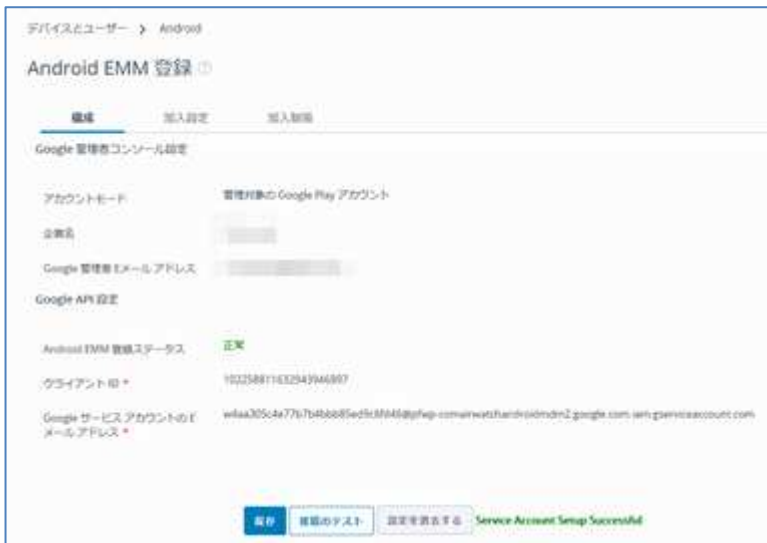 デバイスとユーザー > Android
Android EMM 登録
構成 加入設定 加入制限
Google 管理者コンソール設定
アカウントモード 管理対象の Google Play アカウント
企業名
Google 管理者 Eメール アドレス
Google API 設定
Android EMM 登録ステータス 正常
クライアント ID *
Google サービス アカウントの E
メール アドレス *
保存 接続のテスト 設定を消去する Service Account Setup Successful